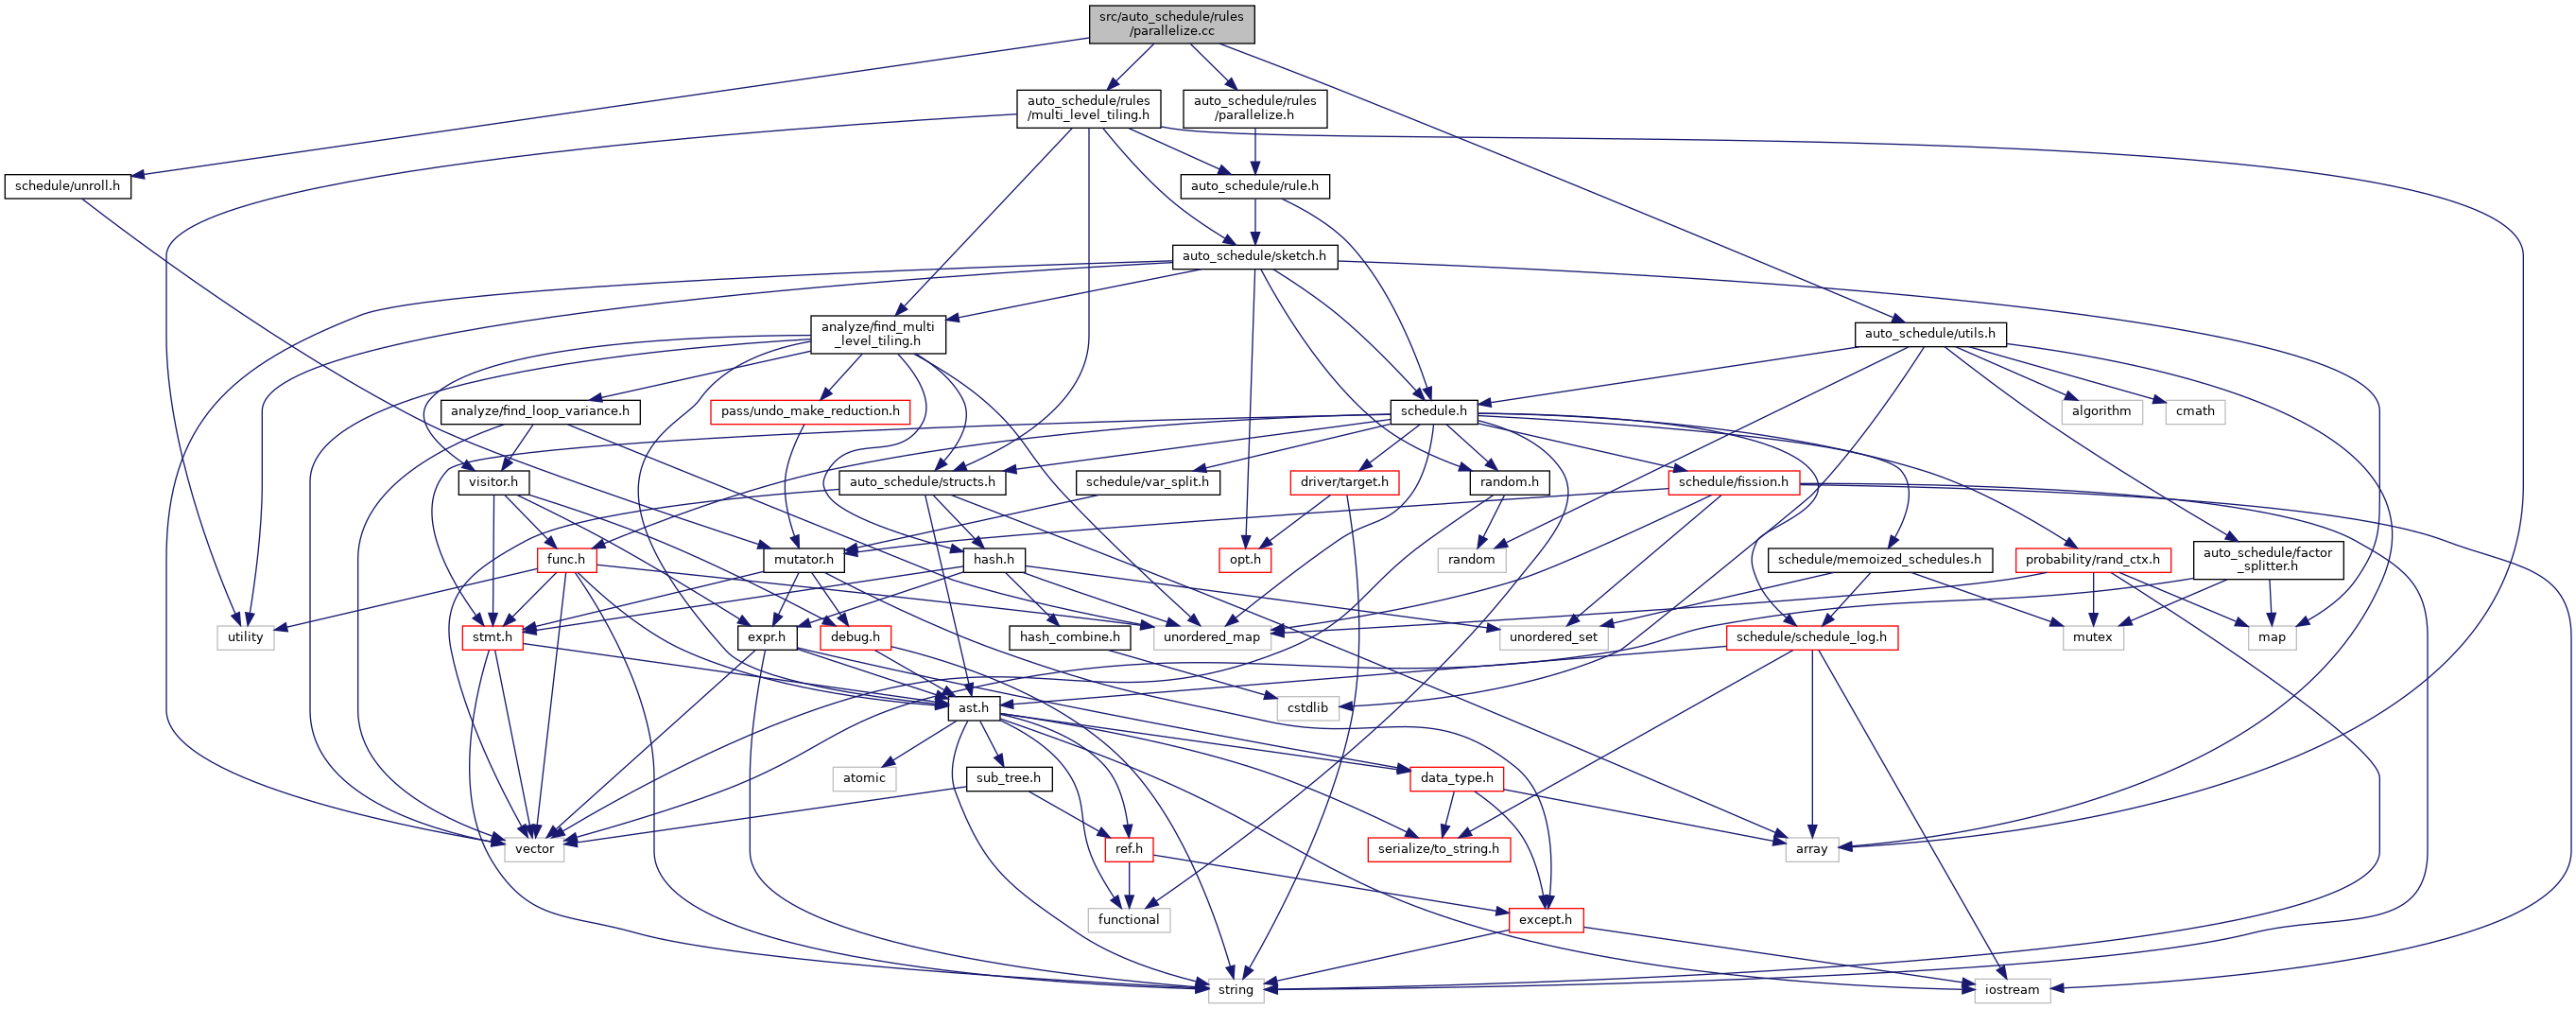 src/auto_schedule/rules
/parallelize.cc
auto_schedule/rules
/multi_level_tiling.h
auto_schedule/rules
/parallelize.h
schedule/unroll.h
auto_schedule/rule.h
auto_schedule/sketch.h
analyze/find_multi
_level_tiling.h
auto_schedule/utils.h
analyze/find_loop_variance.h
pass/undo_make_reduction.h
schedule.h
algorithm
cmath
visitor.h
auto_schedule/structs.h
schedule/var_split.h
driver/target.h
random.h
schedule/fission.h
func.h
mutator.h
hash.h
opt.h
random
schedule/memoized_schedules.h
probability/rand_ctx.h
auto_schedule/factor
_splitter.h
utility
stmt.h
expr.h
debug.h
hash_combine.h
unordered_map
unordered_set
schedule/schedule_log.h
mutex
map
ast.h
cstdlib
atomic
sub_tree.h
data_type.h
vector
ref.h
serialize/to_string.h
array
functional
except.h
string
iostream